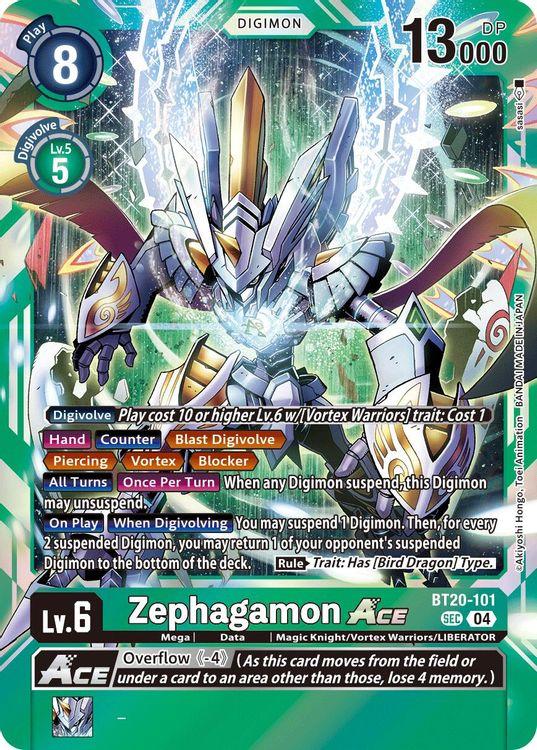 DIGIMON
Play
8
13000 DP
Digivolve
Lv.5
5
sasasi
©Akiyoshi Hongo, Toei Animation BANDAI MADE IN JAPAN
Digivolve Play cost 10 or higher Lv.6 w/[Vortex Warriors] trait: Cost 1
Hand Counter Blast Digivolve
Piercing Vortex Blocker
All Turns Once Per Turn When any Digimon suspend, this Digimon
may unsuspend.
On Play When Digivolving You may suspend 1 Digimon. Then, for every
2 suspended Digimon, you may return 1 of your opponent's suspended
Digimon to the bottom of the deck. Rule Trait: Has [Bird Dragon] Type.
Lv.6
Zephagamon ACE
BT20-101
SEC 04
Mega | Data | Magic Knight/Vortex Warriors/LIBERATOR
ACE Overflow《-4》(As this card moves from the field or
under a card to an area other than those, lose 4 memory.)
–